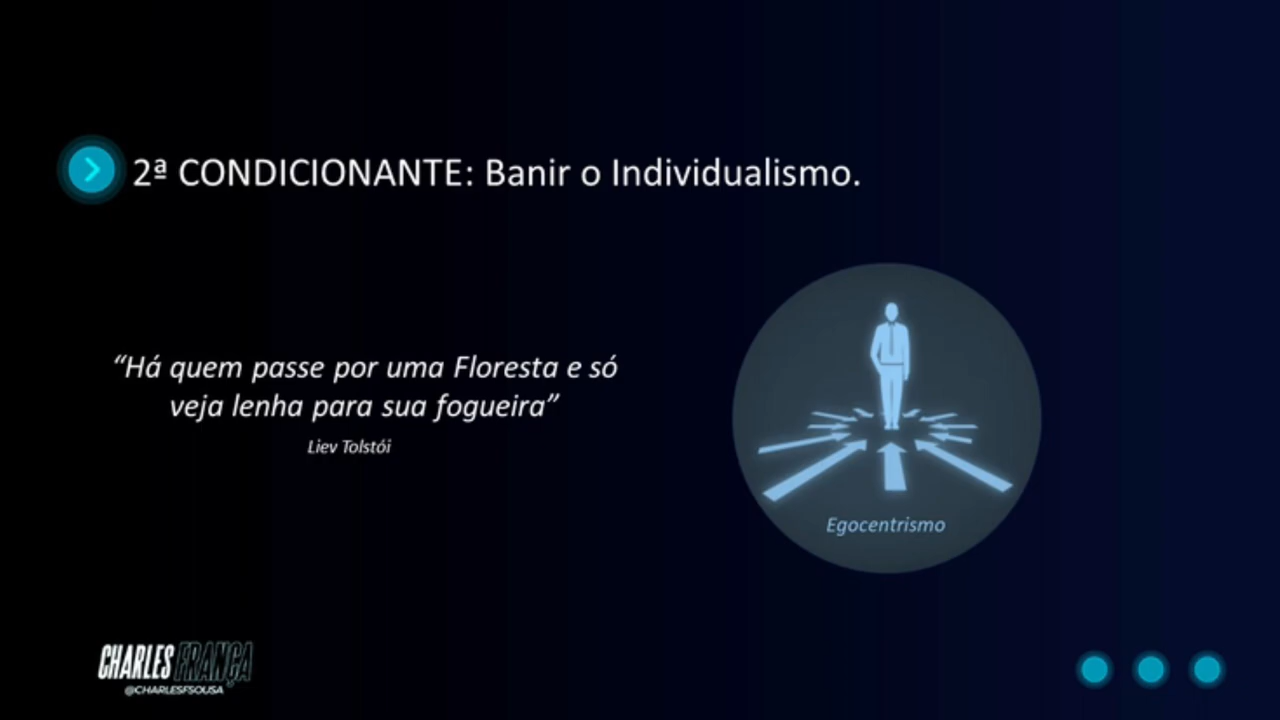 2ª CONDICIONANTE: Banir o Individualismo.
“Há quem passe por uma Floresta e só
veja lenha para sua fogueira”
Liev Tolstói
Egocentrismo
CHARLES FRANÇA
@CHARLESFSOUSA